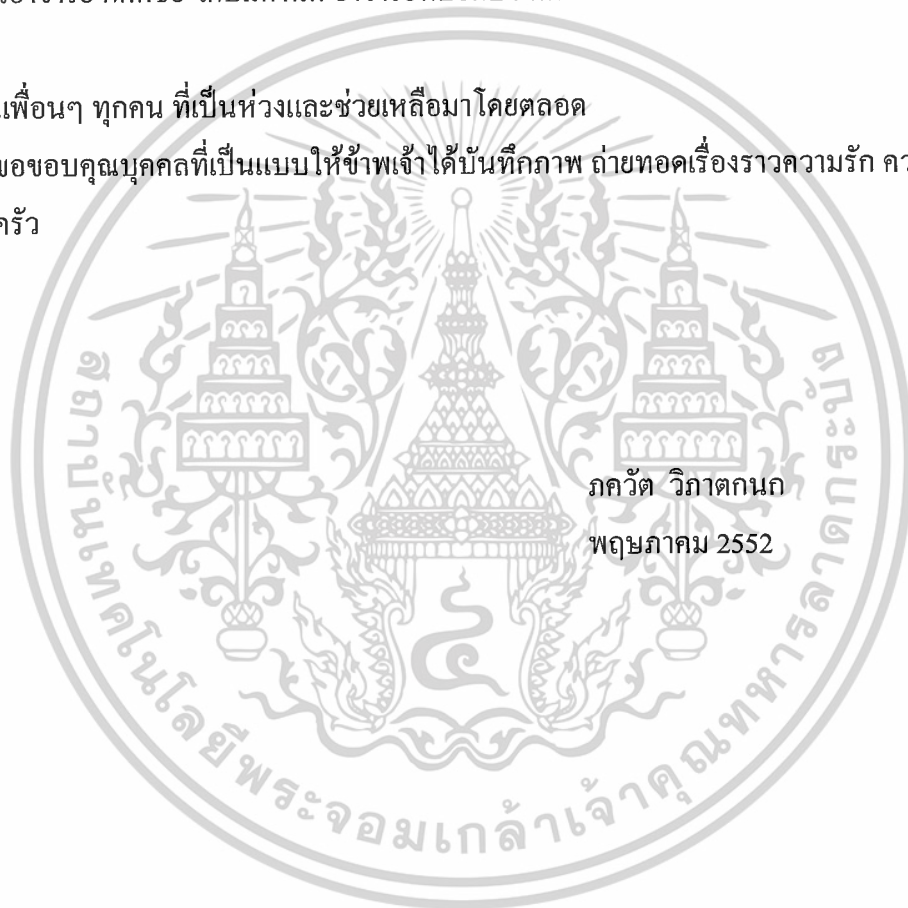 เพื่อนๆ ทุกคน ที่เป็นห่วงและช่วยเหลือมาโดยตลอด
ขอขอบคุณบุคคลที่เป็นแบบให้ข้าพเจ้าได้บันทึกภาพ ถ่ายทอดเรื่องราวความรัก
ครัว
ภควัต วิภาตกนก
พฤษภาคม 2552
สถาบันเทคโนโลยีพระจอมเกล้าเจ้าคุณทหารลาดกระบัง